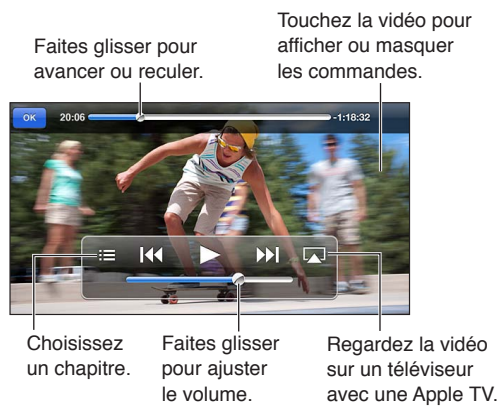 Faites glisser pour
avancer ou reculer.
Touchez la vidéo pour
afficher ou masquer
les commandes.
OK 20:06 -1:18:32
Choisissez
un chapitre.
Faites glisser
pour ajuster
le volume.
Regardez la vidéo
sur un téléviseur
avec une Apple TV.